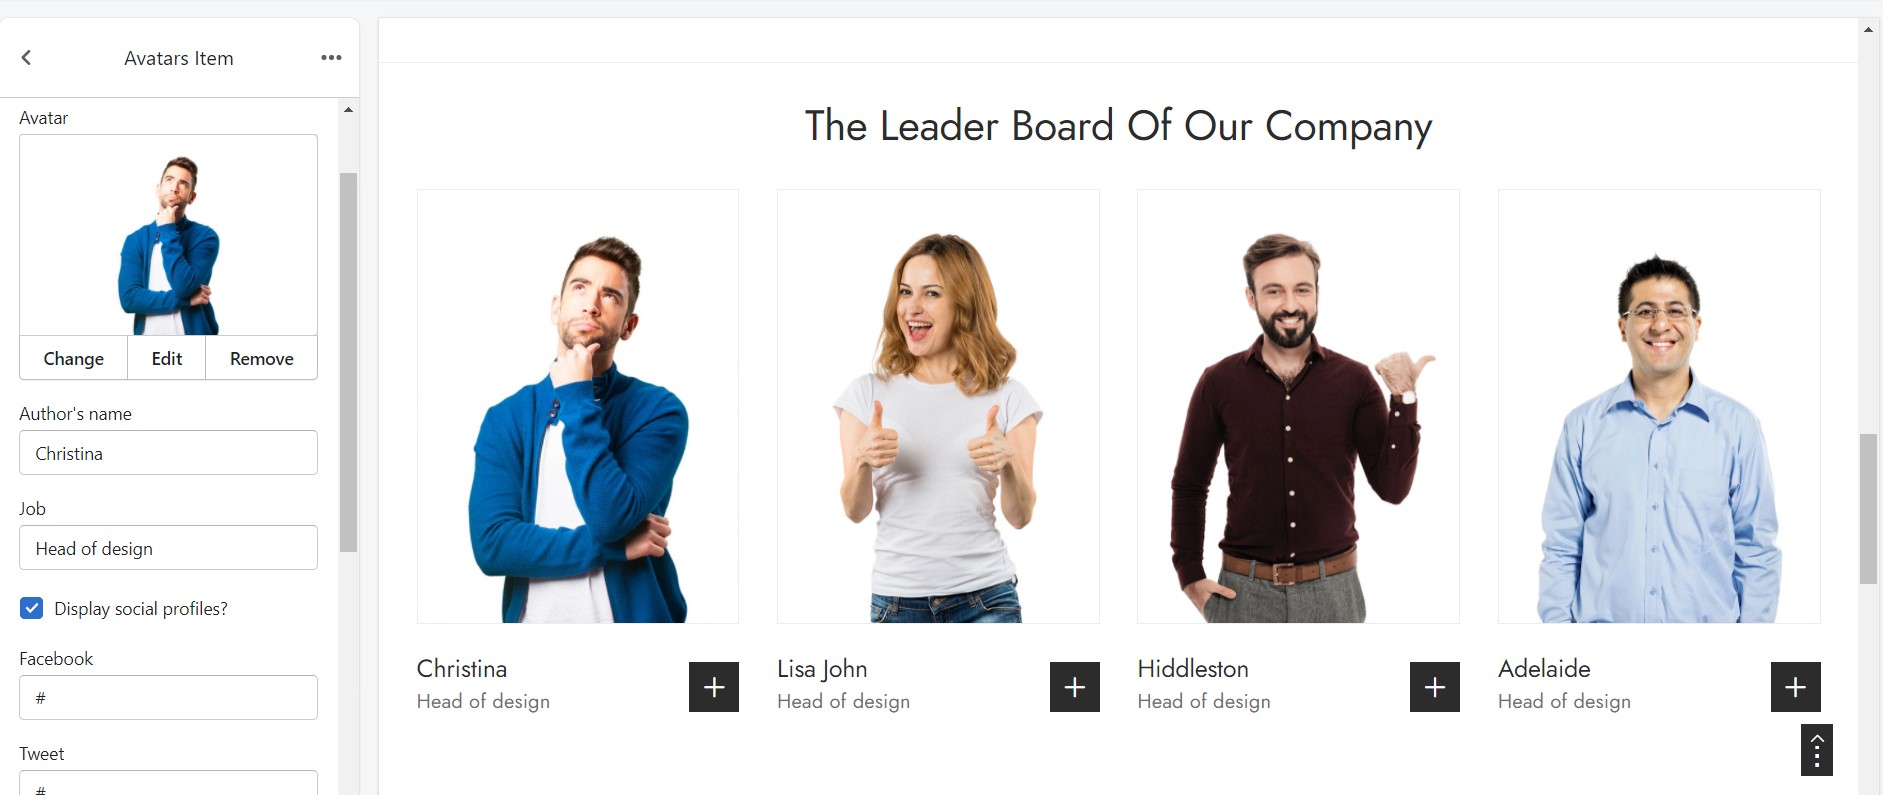 Avatars Item
Avatar
Change Edit Remove
Author's name
Christina
Job
Head of design
Display social profiles?
Facebook
#
Tweet
#
The Leader Board Of Our Company
Christina
Head of design
Lisa John
Head of design
Hiddleston
Head of design
Adelaide
Head of design